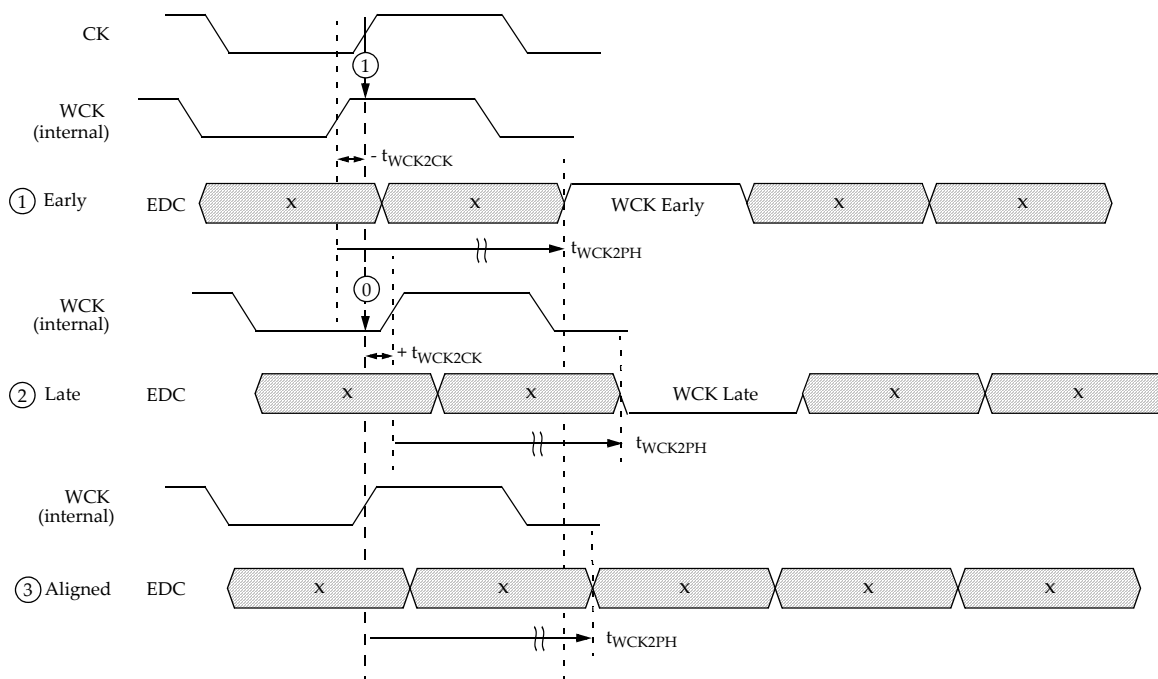 CK
1
WCK
(internal)
- tWCK2CK
1 Early EDC X X WCK Early X X
tWCK2PH
0
WCK
(internal)
+ tWCK2CK
2 Late EDC X X WCK Late X X
tWCK2PH
WCK
(internal)
3 Aligned EDC X X X X X
tWCK2PH